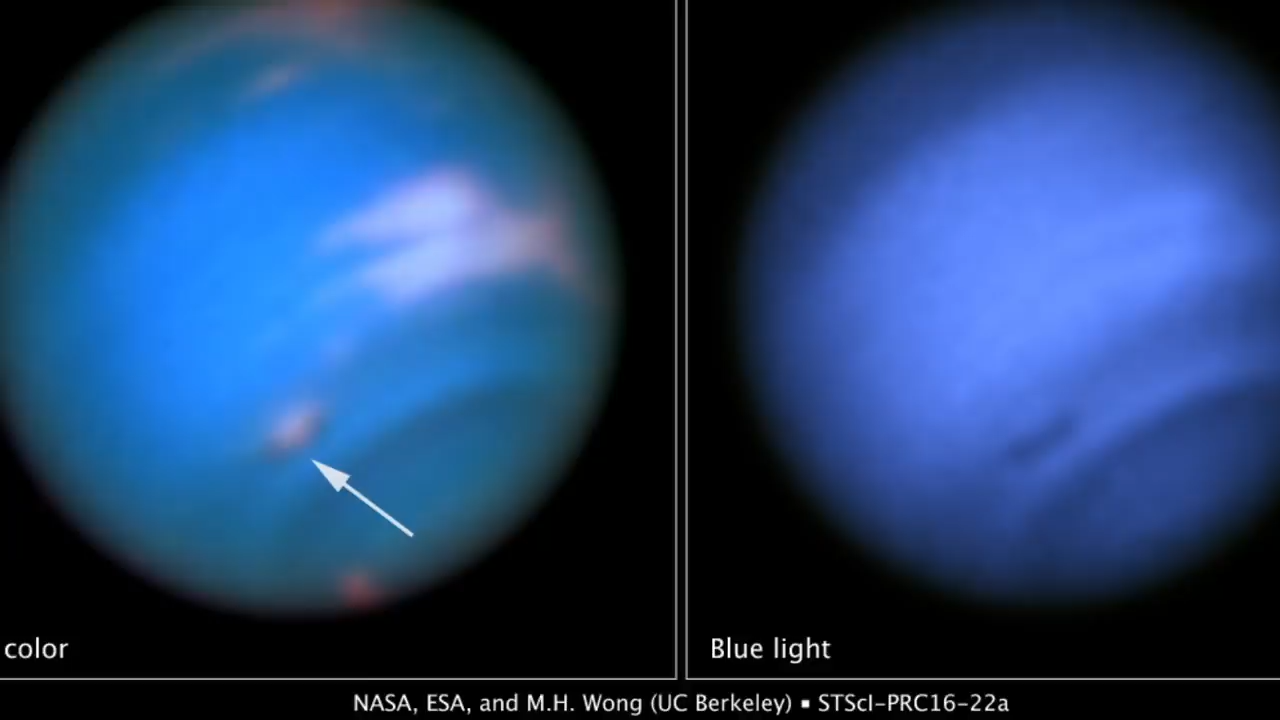 color
Blue light
NASA, ESA, and M.H. Wong (UC Berkeley) ▪ STScI-PRC16-22a